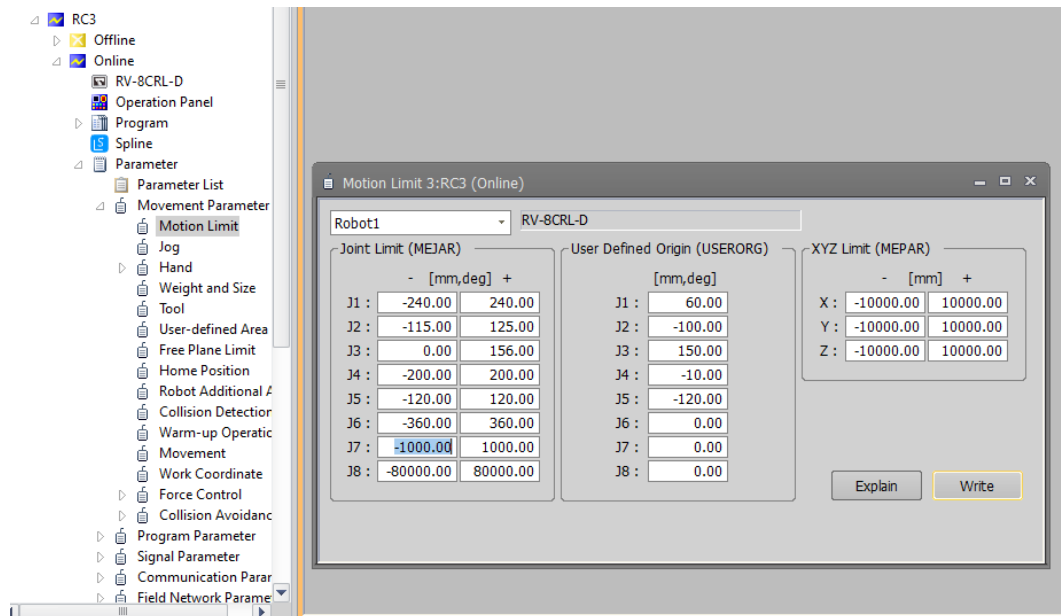 RC3
Offline
Online
RV-8CRL-D
Operation Panel
Program
Spline
Parameter
Parameter List
Movement Parameter
Motion Limit
Jog
Hand
Weight and Size
Tool
User-defined Area
Free Plane Limit
Home Position
Robot Additional A
Collision Detection
Warm-up Operatic
Movement
Work Coordinate
Force Control
Collision Avoidanc
Program Parameter
Signal Parameter
Communication Parar
Field Network Parame
Motion Limit 3:RC3 (Online)
Robot1 RV-8CRL-D
Joint Limit (MEJAR)
- [mm,deg] +
J1 : -240.00 240.00
J2 : -115.00 125.00
J3 : 0.00 156.00
J4 : -200.00 200.00
J5 : -120.00 120.00
J6 : -360.00 360.00
J7 : -1000.00 1000.00
J8 : -80000.00 80000.00
User Defined Origin (USERORG)
[mm,deg]
J1 : 60.00
J2 : -100.00
J3 : 150.00
J4 : -10.00
J5 : -120.00
J6 : 0.00
J7 : 0.00
J8 : 0.00
XYZ Limit (MEPAR)
- [mm] +
X : -10000.00 10000.00
Y : -10000.00 10000.00
Z : -10000.00 10000.00
Explain Write